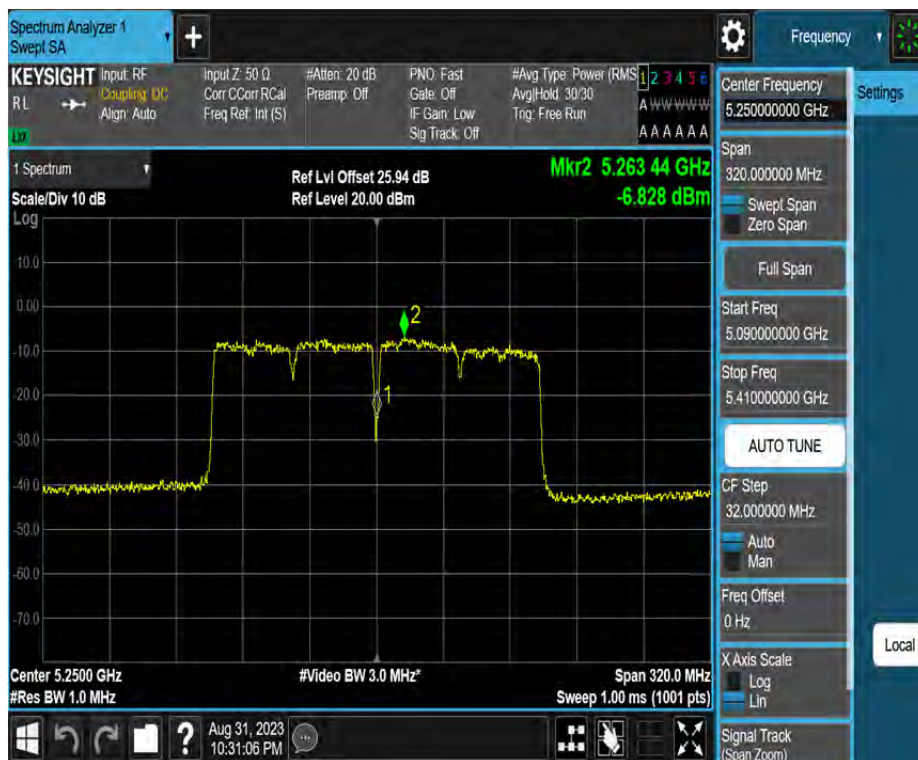 Spectrum Analyzer 1
Swept SA
+
Frequency
KEYSIGHT
RL
LXI
Input: RF
Coupling: DC
Align: Auto
Input Z: 50 Ω
Corr CCorr RCal
Freq Ref: Int (S)
#Atten: 20 dB
Preamp: Off
PNO: Fast
Gate: Off
IF Gain: Low
Sig Track: Off
#Avg Type: Power (RMS
Avg|Hold: 30/30
Trig: Free Run
1 2 3 4 5 6
A W W W W W
A A A A A A
1 Spectrum
Scale/Div 10 dB
Log
Ref Lvl Offset 25.94 dB
Ref Level 20.00 dBm
Mkr2 5.263 44 GHz
-6.828 dBm
10.0
0.00
-10.0
-20.0
-30.0
-40.0
-50.0
-60.0
-70.0
2
1
Center 5.2500 GHz
#Res BW 1.0 MHz
#Video BW 3.0 MHz*
Span 320.0 MHz
Sweep 1.00 ms (1001 pts)
Center Frequency
5.250000000 GHz
Settings
Span
320.000000 MHz
Swept Span
Zero Span
Full Span
Start Freq
5.090000000 GHz
Stop Freq
5.410000000 GHz
AUTO TUNE
CF Step
32.000000 MHz
Auto
Man
Freq Offset
0 Hz
X Axis Scale
Log
Lin
Local
Signal Track
(Span Zoom)
?
Aug 31, 2023
10:31:06 PM